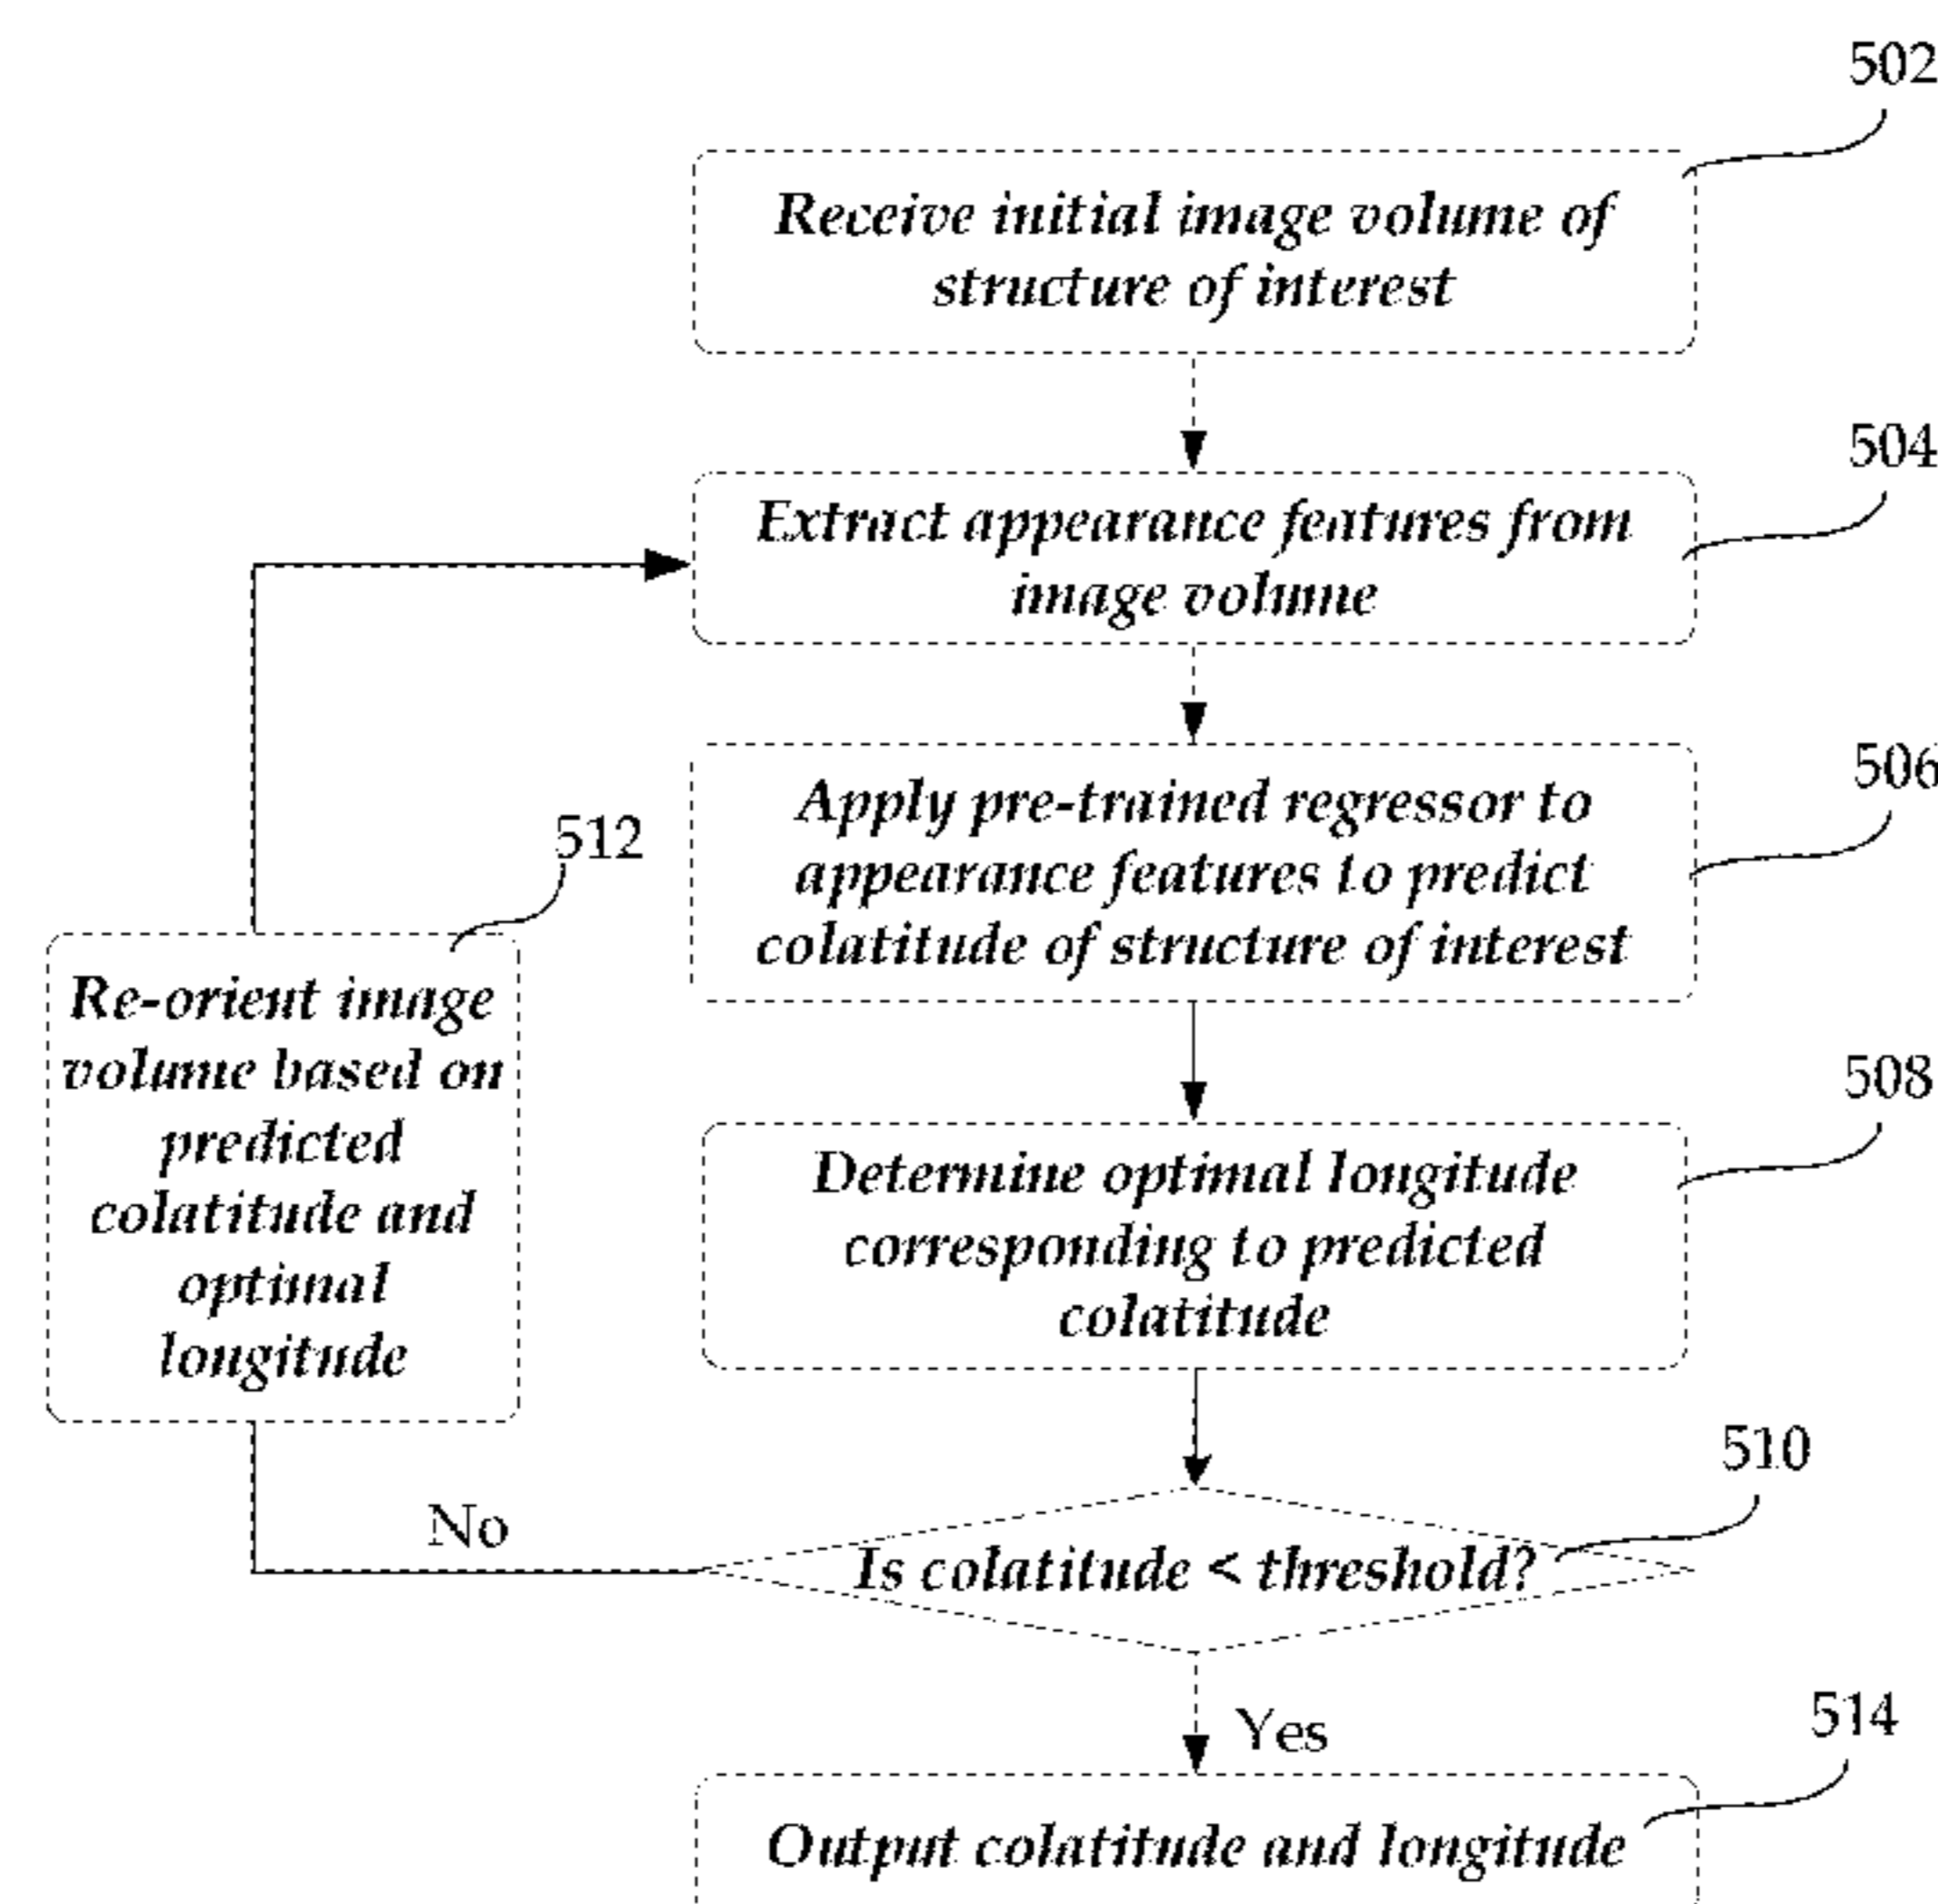 502
Receive initial image volume of
structure of interest
504
Extract appearance features from
image volume
506
Apply pre-trained regressor to
appearance features to predict
colatitude of structure of interest
512
Re-orient image
volume based on
predicted
colatitude and
optimal
longitude
508
Determine optimal longitude
corresponding to predicted
colatitude
510
No
Is colatitude < threshold?
Yes
514
Output colatitude and longitude